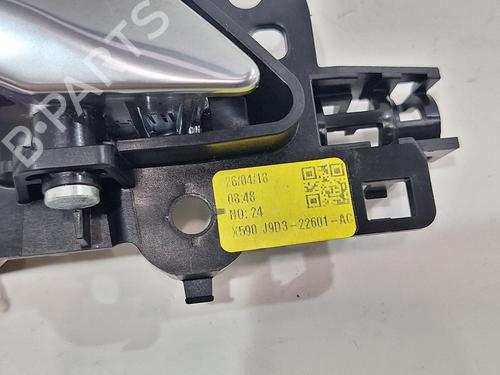 B-PARTS
26/04/18
08:48
NO: 24
X590 J9D3-22601-AC